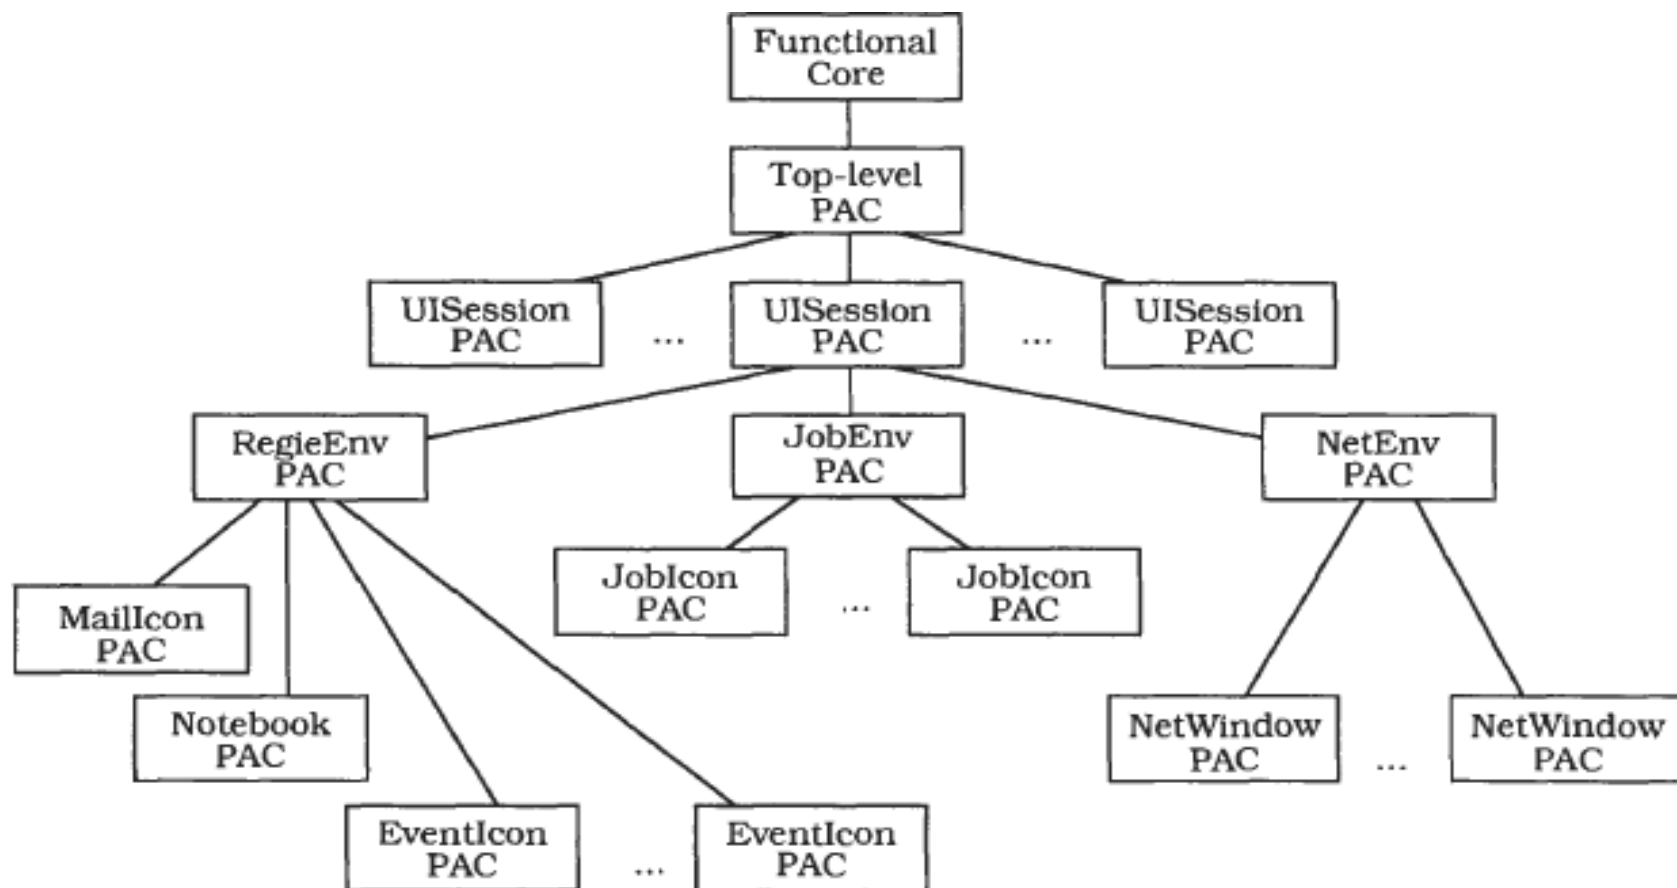 Functional
Core
Top-level
PAC
UISession
PAC
...
UISession
PAC
...
UISession
PAC
RegieEnv
PAC
JobEnv
PAC
NetEnv
PAC
MailIcon
PAC
Notebook
PAC
EventIcon
PAC
...
EventIcon
PAC
JobIcon
PAC
...
JobIcon
PAC
NetWindow
PAC
...
NetWindow
PAC